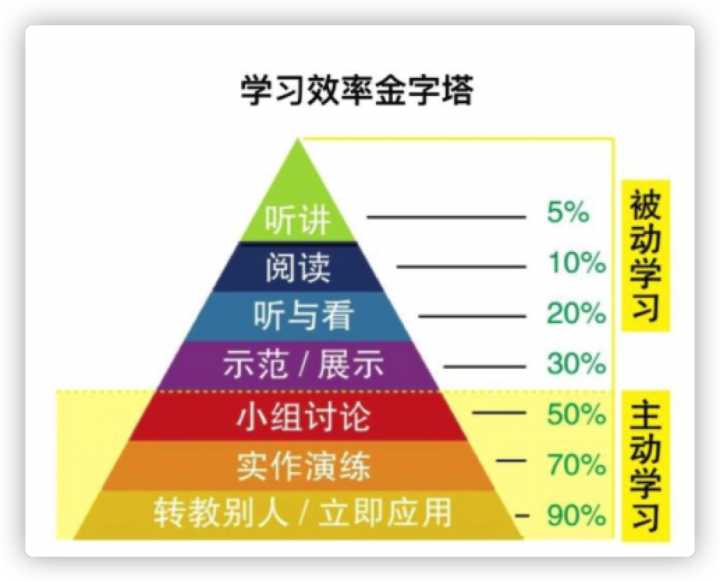 学习效率金字塔
听讲 5%
阅读 10%
听与看 20%
示范 / 展示 30%
被动学习
小组讨论 50%
实作演练 70%
转教别人 / 立即应用 90%
主动学习